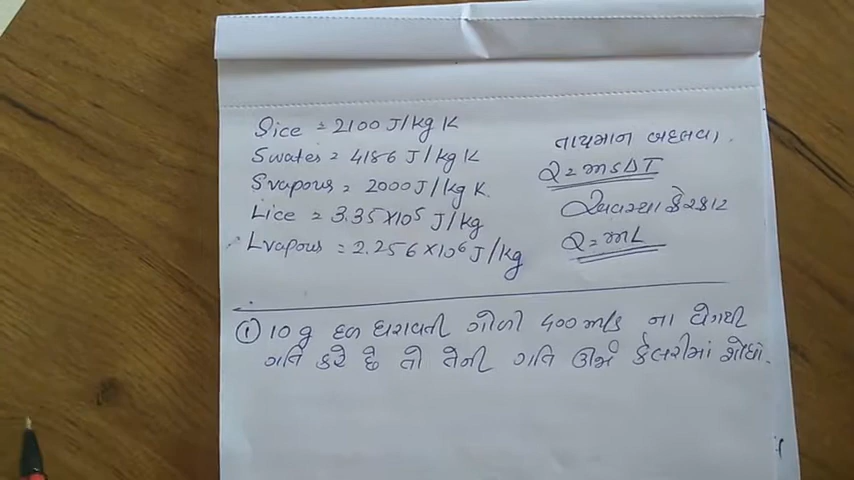 Sice = 2100 J/kg K
Swater = 4186 J/kg K
Svapour = 2000 J/kg K
Lice = 3.35×10⁵ J/kg
Lvapour = 2.256×10⁶ J/kg
તાપમાન બદલવા,
Q = msΔT
અવસ્થા ફેરફાર
Q = mL
① 10 g દળ ધરાવતી ગોળી 400 m/s ના વેગથી
ગતિ કરે છે તો તેની ગતિ ઊર્જા કેલરીમાં શોધો.